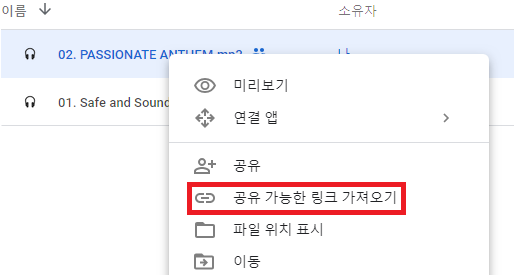 이름 소유자
02. PASSIONATE ANTHEM.mp3 나
01. Safe and Sound
미리보기
연결 앱
공유
공유 가능한 링크 가져오기
파일 위치 표시
이동